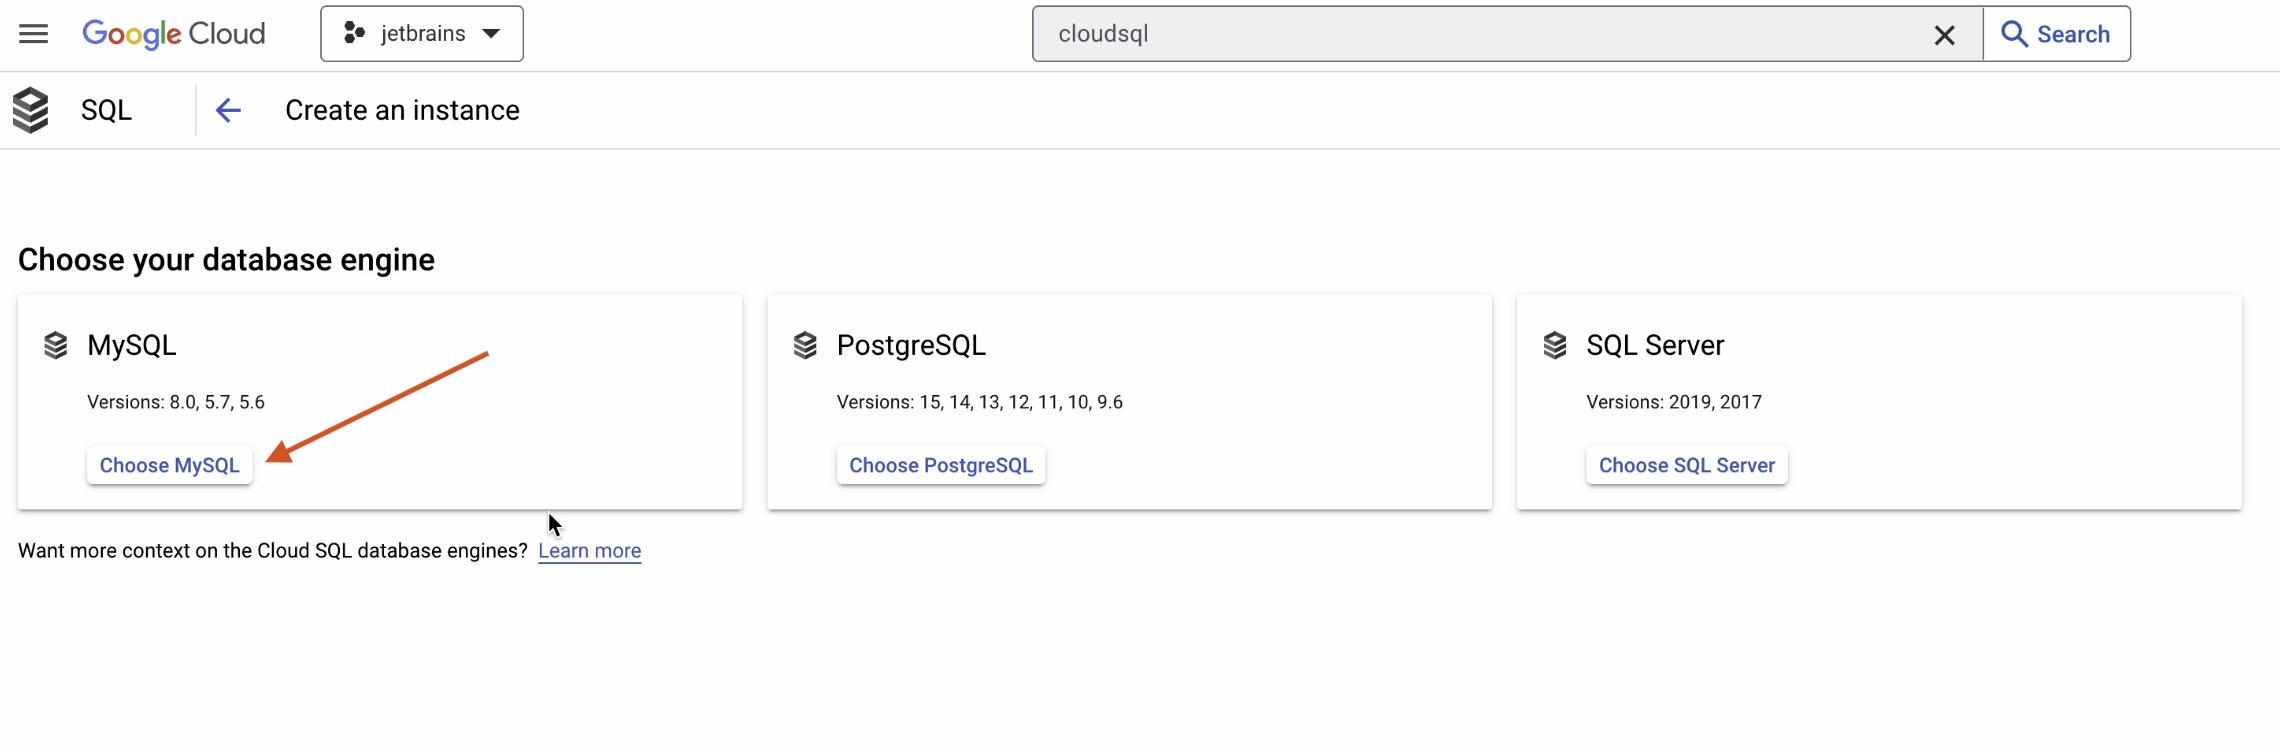 Google Cloud
jetbrains
cloudsql
Search
SQL
Create an instance
Choose your database engine
MySQL
Versions: 8.0, 5.7, 5.6
Choose MySQL
PostgreSQL
Versions: 15, 14, 13, 12, 11, 10, 9.6
Choose PostgreSQL
SQL Server
Versions: 2019, 2017
Choose SQL Server
Want more context on the Cloud SQL database engines? Learn more